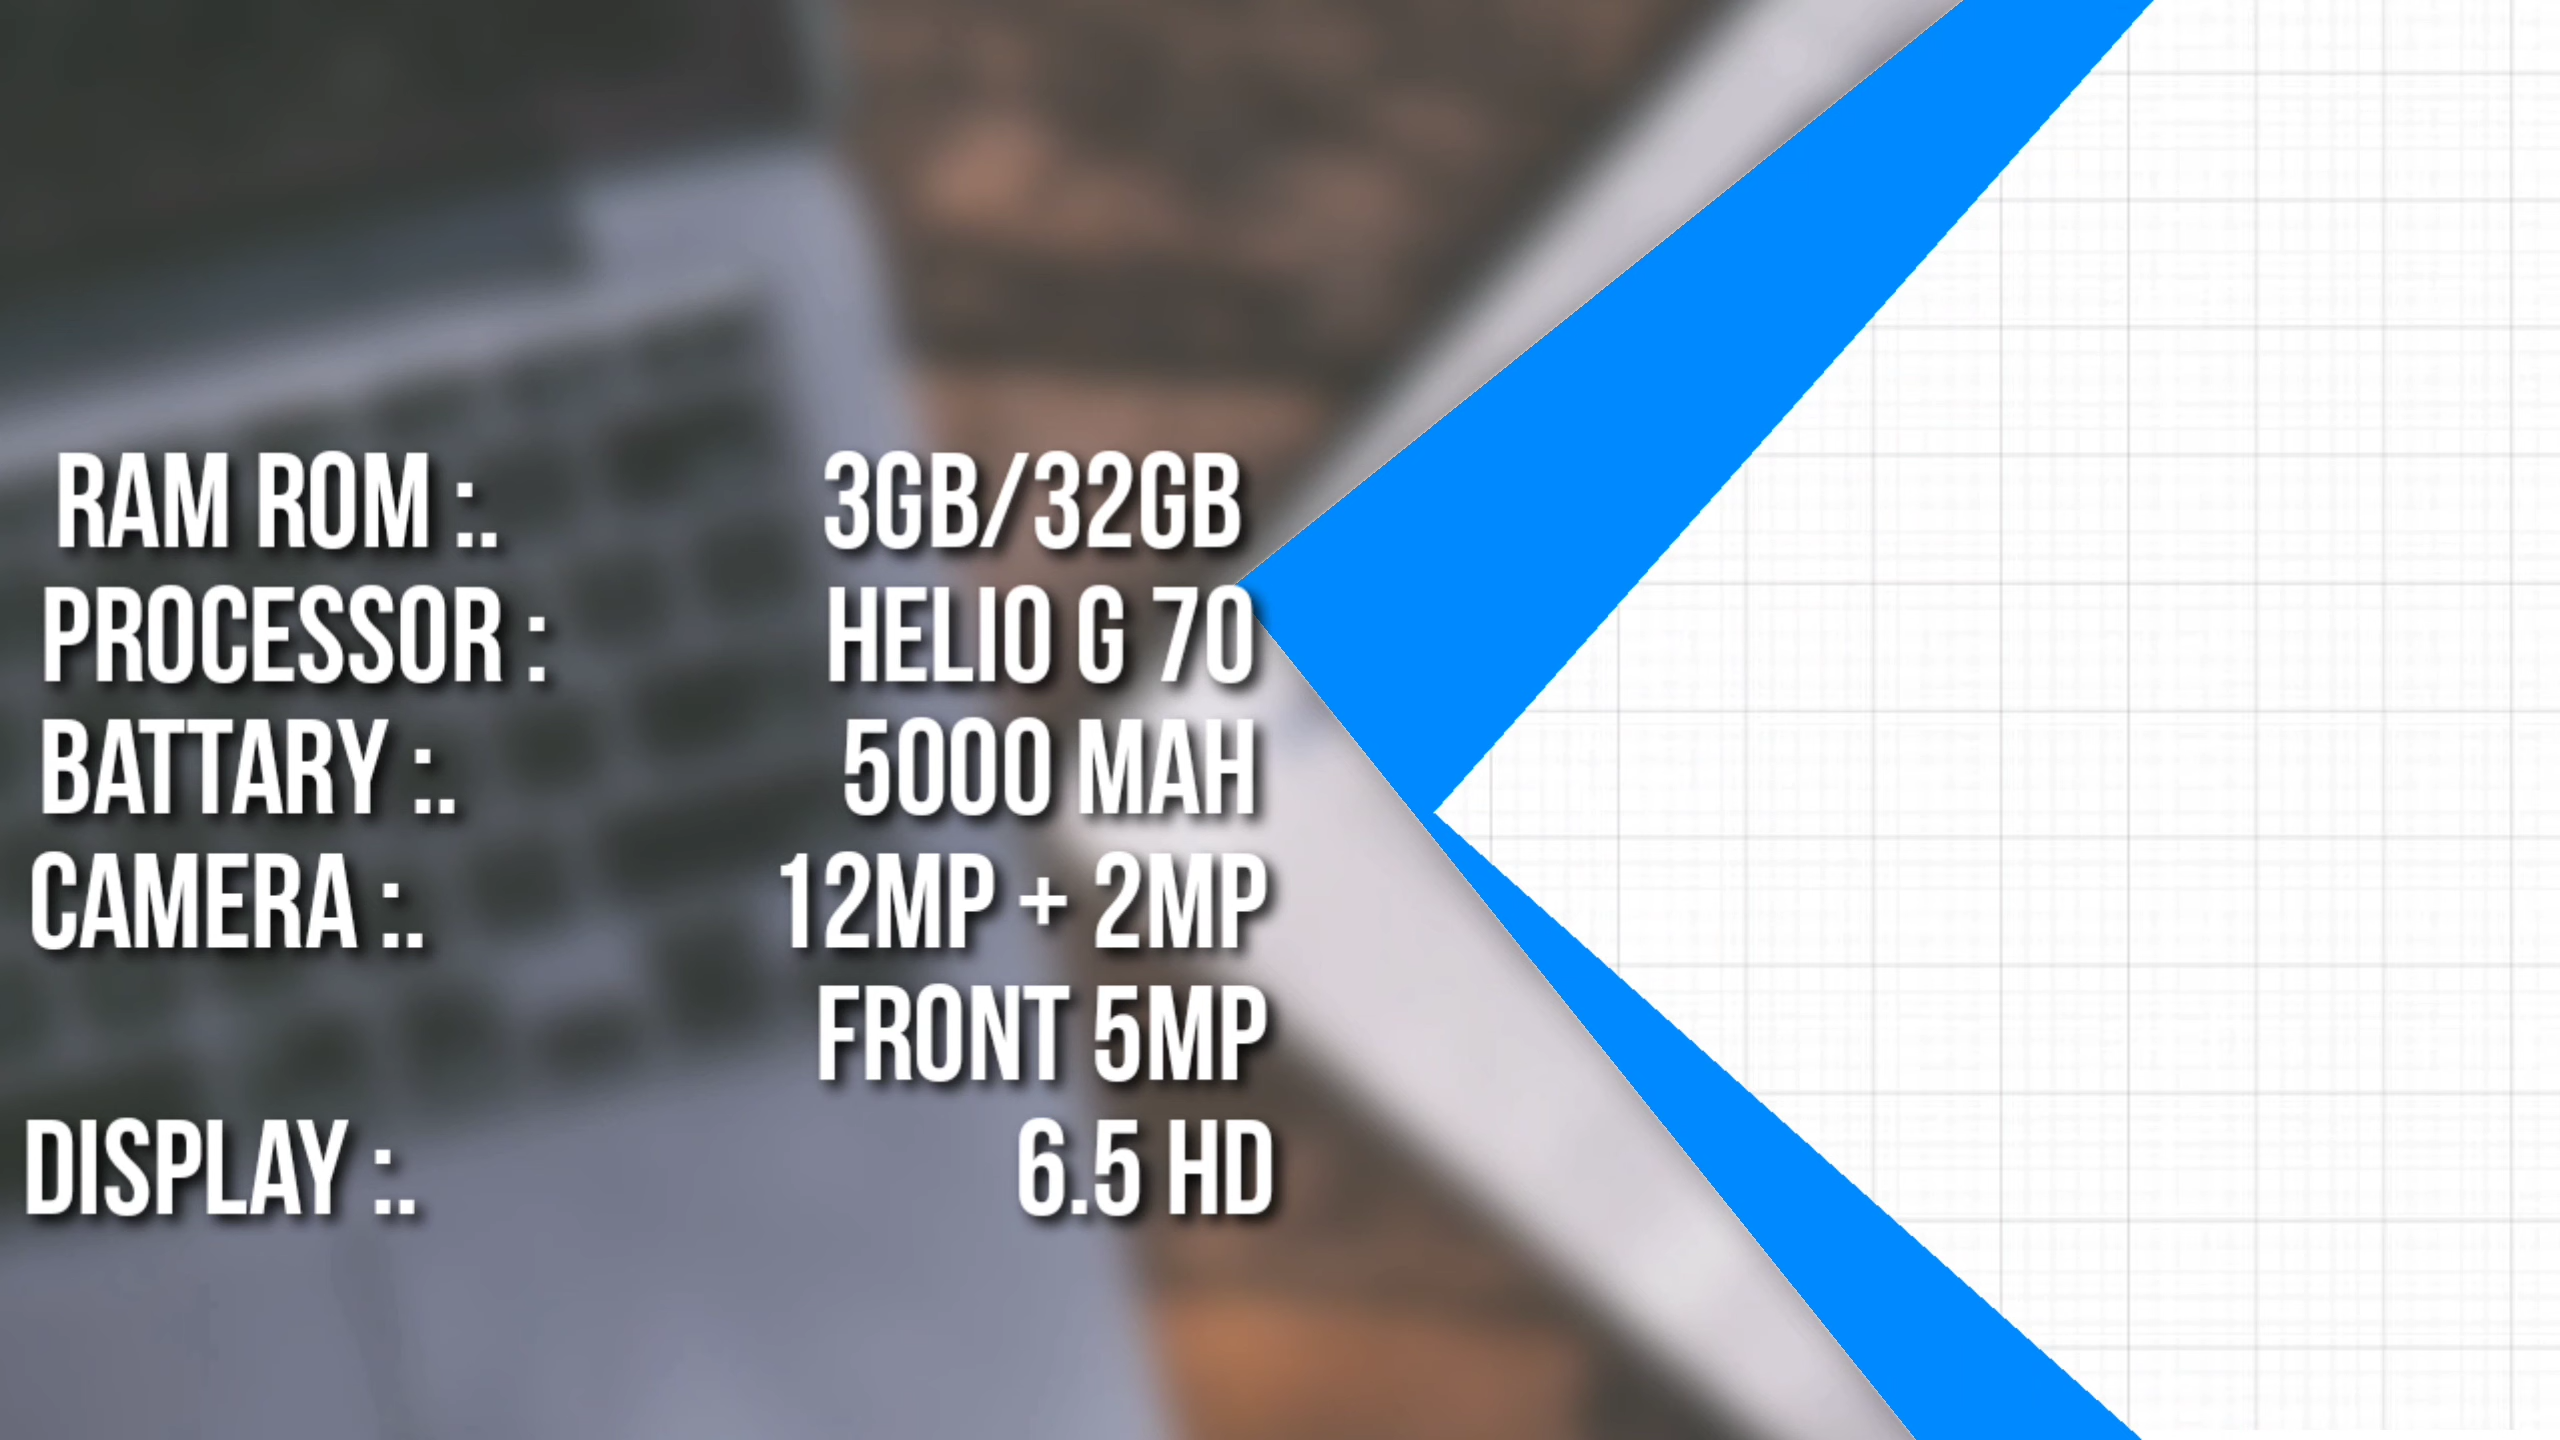 RAM ROM :. 3GB/32GB
PROCESSOR : HELIO G 70
BATTARY :. 5000 MAH
CAMERA :. 12MP + 2MP
FRONT 5MP
DISPLAY :. 6.5 HD